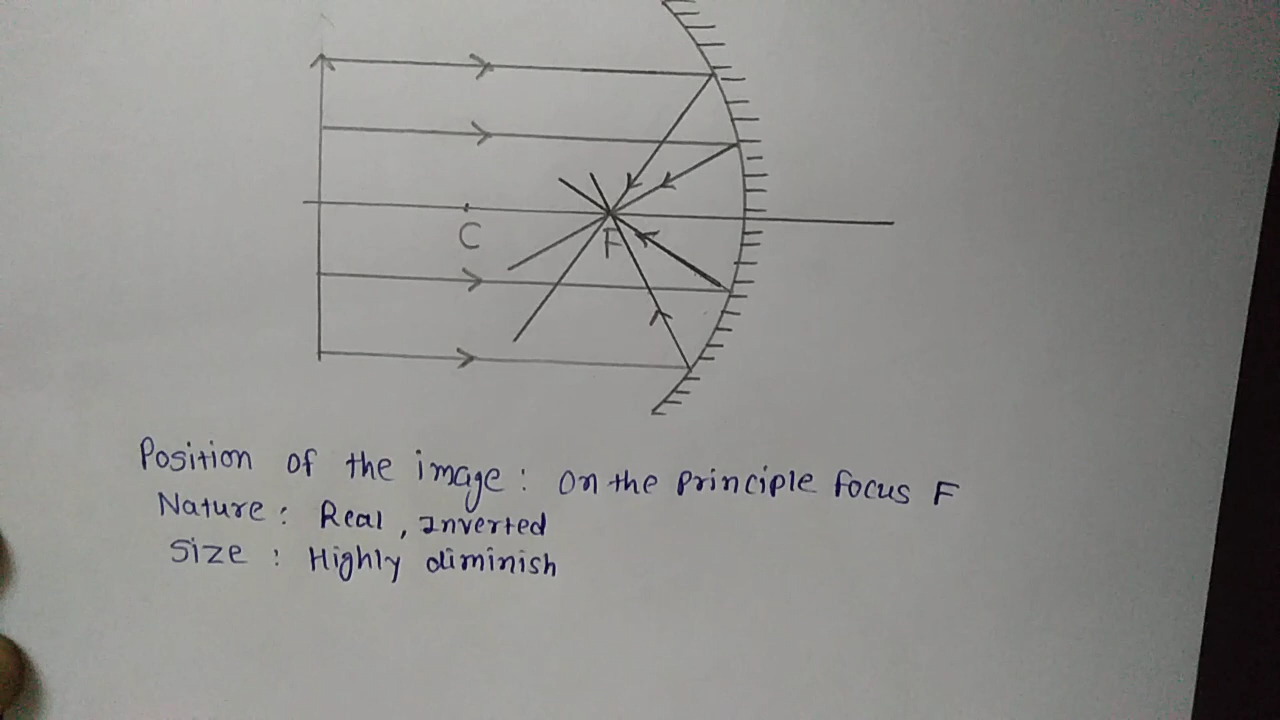 C
F
Position of the image : On the principle focus F
Nature : Real , Inverted
Size : Highly diminish